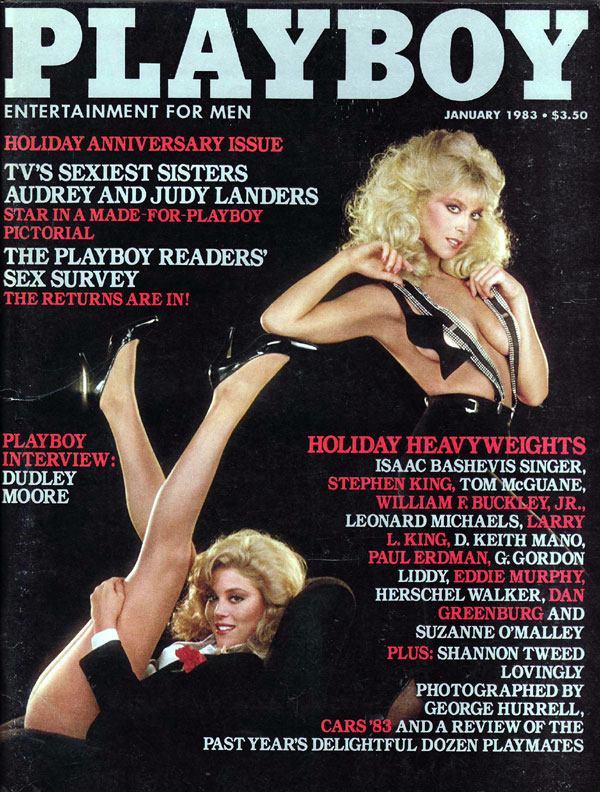 PLAYBOY
ENTERTAINMENT FOR MEN
JANUARY 1983 • $3.50
HOLIDAY ANNIVERSARY ISSUE
TV'S SEXIEST SISTERS
AUDREY AND JUDY LANDERS
STAR IN A MADE-FOR-PLAYBOY
PICTORIAL
THE PLAYBOY READERS'
SEX SURVEY
THE RETURNS ARE IN!
PLAYBOY
INTERVIEW:
DUDLEY
MOORE
HOLIDAY HEAVYWEIGHTS
ISAAC BASHEVIS SINGER,
STEPHEN KING, TOM McGUANE,
WILLIAM F. BUCKLEY, JR.,
LEONARD MICHAELS, LARRY
L. KING, D. KEITH MANO,
PAUL ERDMAN, G. GORDON
LIDDY, EDDIE MURPHY,
HERSCHEL WALKER, DAN
GREENBURG AND
SUZANNE O'MALLEY
PLUS: SHANNON TWEED
LOVINGLY
PHOTOGRAPHED BY
GEORGE HURRELL,
CARS '83 AND A REVIEW OF THE
PAST YEAR'S DELIGHTFUL DOZEN PLAYMATES